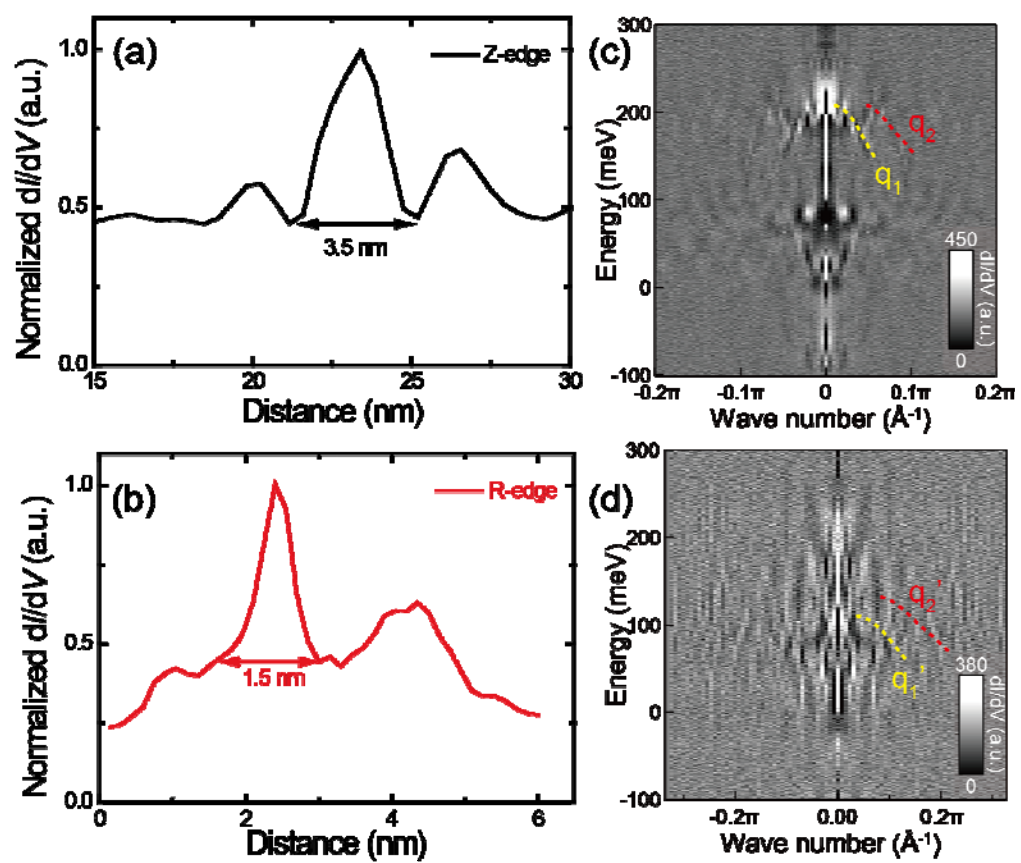 (a)
Z-edge
Normalized dI/dV (a.u.)
1.0
0.5
0.0
3.5 nm
15 20 25 30
Distance (nm)
(c)
300
200
100
0
-100
Energy (meV)
q1
q2
450
0
dI/dV (a.u.)
-0.2π -0.1π 0 0.1π 0.2π
Wave number (Å-1)
(b)
R-edge
Normalized dI/dV (a.u.)
1.0
0.5
0.0
1.5 nm
0 2 4 6
Distance (nm)
(d)
300
200
100
0
-100
Energy (meV)
q1'
q2'
380
0
dI/dV (a.u.)
-0.2π 0.00 0.2π
Wave number (Å-1)